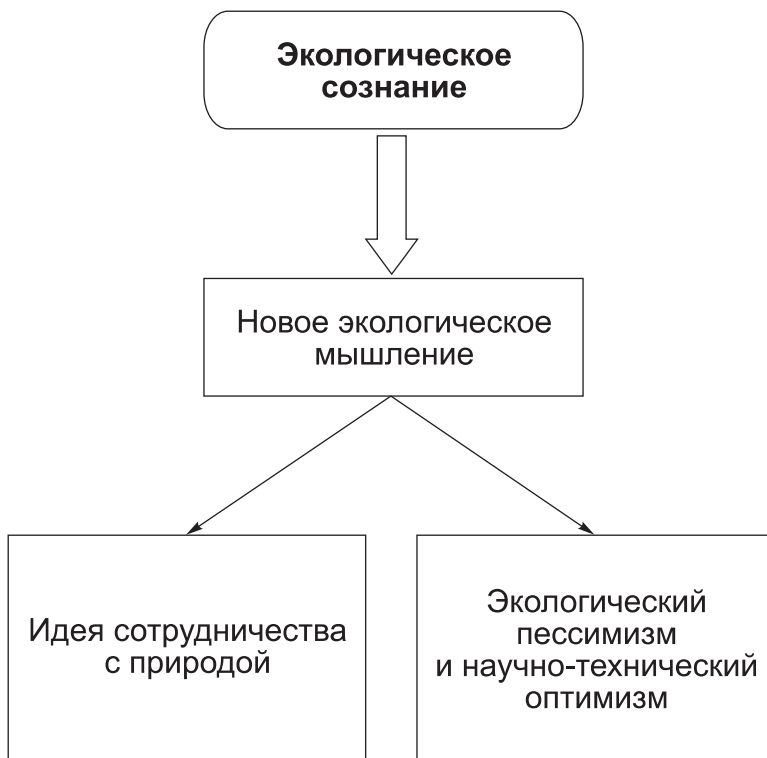 Экологическое
сознание
Новое экологическое
мышление
Идея сотрудничества
с природой
Экологический
пессимизм
и научно-технический
оптимизм